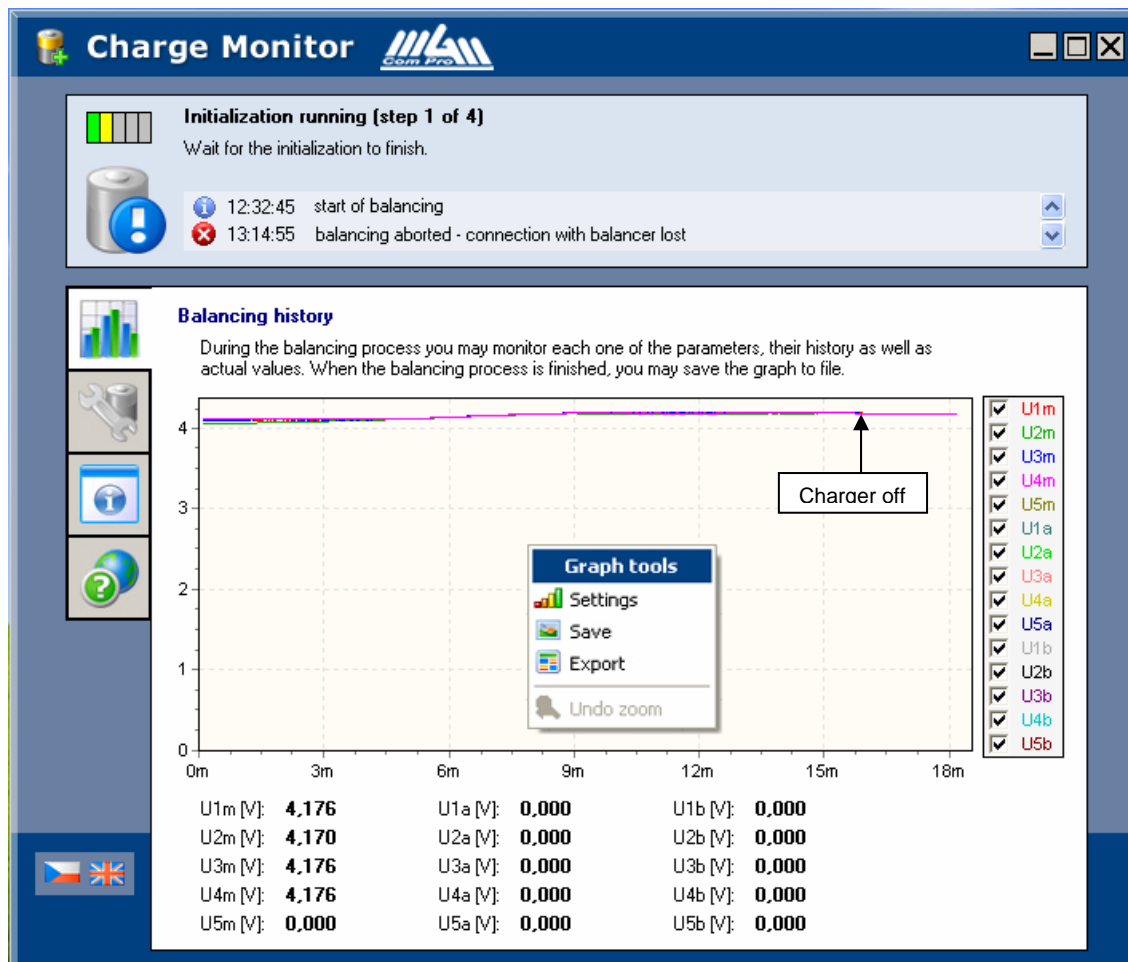 Charge Monitor
MGM
Com Pro
Initialization running (step 1 of 4)
Wait for the initialization to finish.
12:32:45 start of balancing
13:14:55 balancing aborted - connection with balancer lost
Balancing history
During the balancing process you may monitor each one of the parameters, their history as well as
actual values. When the balancing process is finished, you may save the graph to file.
4
3
2
1
0
0m 3m 6m 9m 12m 15m 18m
Charger off
Graph tools
Settings
Save
Export
Undo zoom
U1m
U2m
U3m
U4m
U5m
U1a
U2a
U3a
U4a
U5a
U1b
U2b
U3b
U4b
U5b
U1m [V]: 4,176 U1a [V]: 0,000 U1b [V]: 0,000
U2m [V]: 4,170 U2a [V]: 0,000 U2b [V]: 0,000
U3m [V]: 4,176 U3a [V]: 0,000 U3b [V]: 0,000
U4m [V]: 4,176 U4a [V]: 0,000 U4b [V]: 0,000
U5m [V]: 0,000 U5a [V]: 0,000 U5b [V]: 0,000